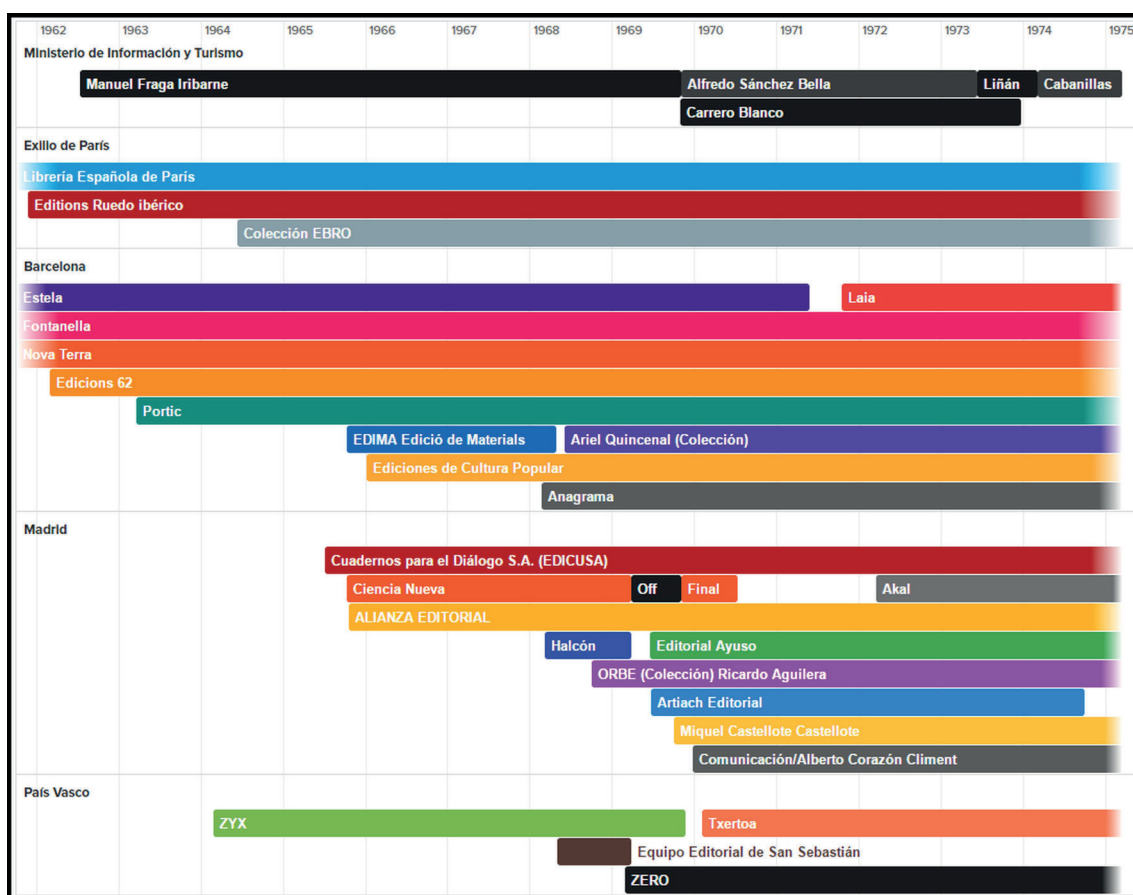 1962 1963 1964 1965 1966 1967 1968 1969 1970 1971 1972 1973 1974 1975
Ministerio de Información y Turismo
Manuel Fraga Iribarne Alfredo Sánchez Bella Liñán Cabanillas
Carrero Blanco
Exilio de París
Librería Española de París
Editions Ruedo ibérico
Colección EBRO
Barcelona
Estela Laia
Fontanella
Nova Terra
Edicions 62
Portic
EDIMA Edició de Materials Ariel Quincenal (Colección)
Ediciones de Cultura Popular
Anagrama
Madrid
Cuadernos para el Diálogo S.A. (EDICUSA)
Ciencia Nueva Off Final Akal
ALIANZA EDITORIAL
Halcón Editorial Ayuso
ORBE (Colección) Ricardo Aguilera
Artiach Editorial
Miquel Castellote Castellote
Comunicación/Alberto Corazón Climent
País Vasco
ZYX Txertoa
Equipo Editorial de San Sebastián
ZERO